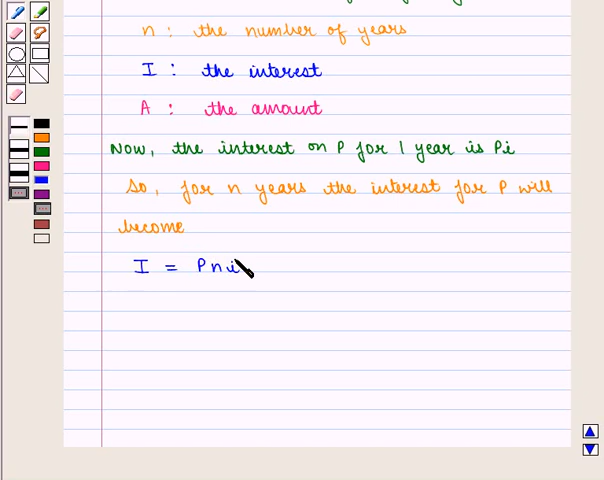 n : the number of years
I : the interest
A : the amount
Now, the interest on P for 1 year is Pi
So, for n years the interest for P will
become
I = Pni